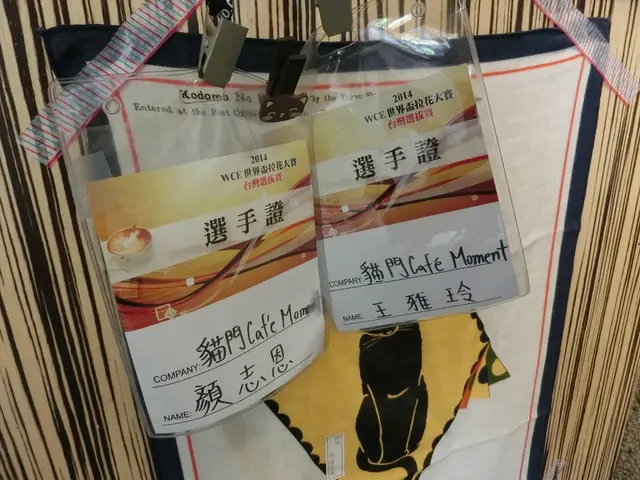 Kodomo No
Entered at the Post
2014
WCE 世界盃拉花大賽
台灣選拔賽
選手證
COMPANY: 貓門Café Mom
NAME: 顏志恩
2014
WCE 世界盃拉花大賽
台灣選拔賽
選手證
COMPANY: 貓門Café Moment
NAME: 王雅玲